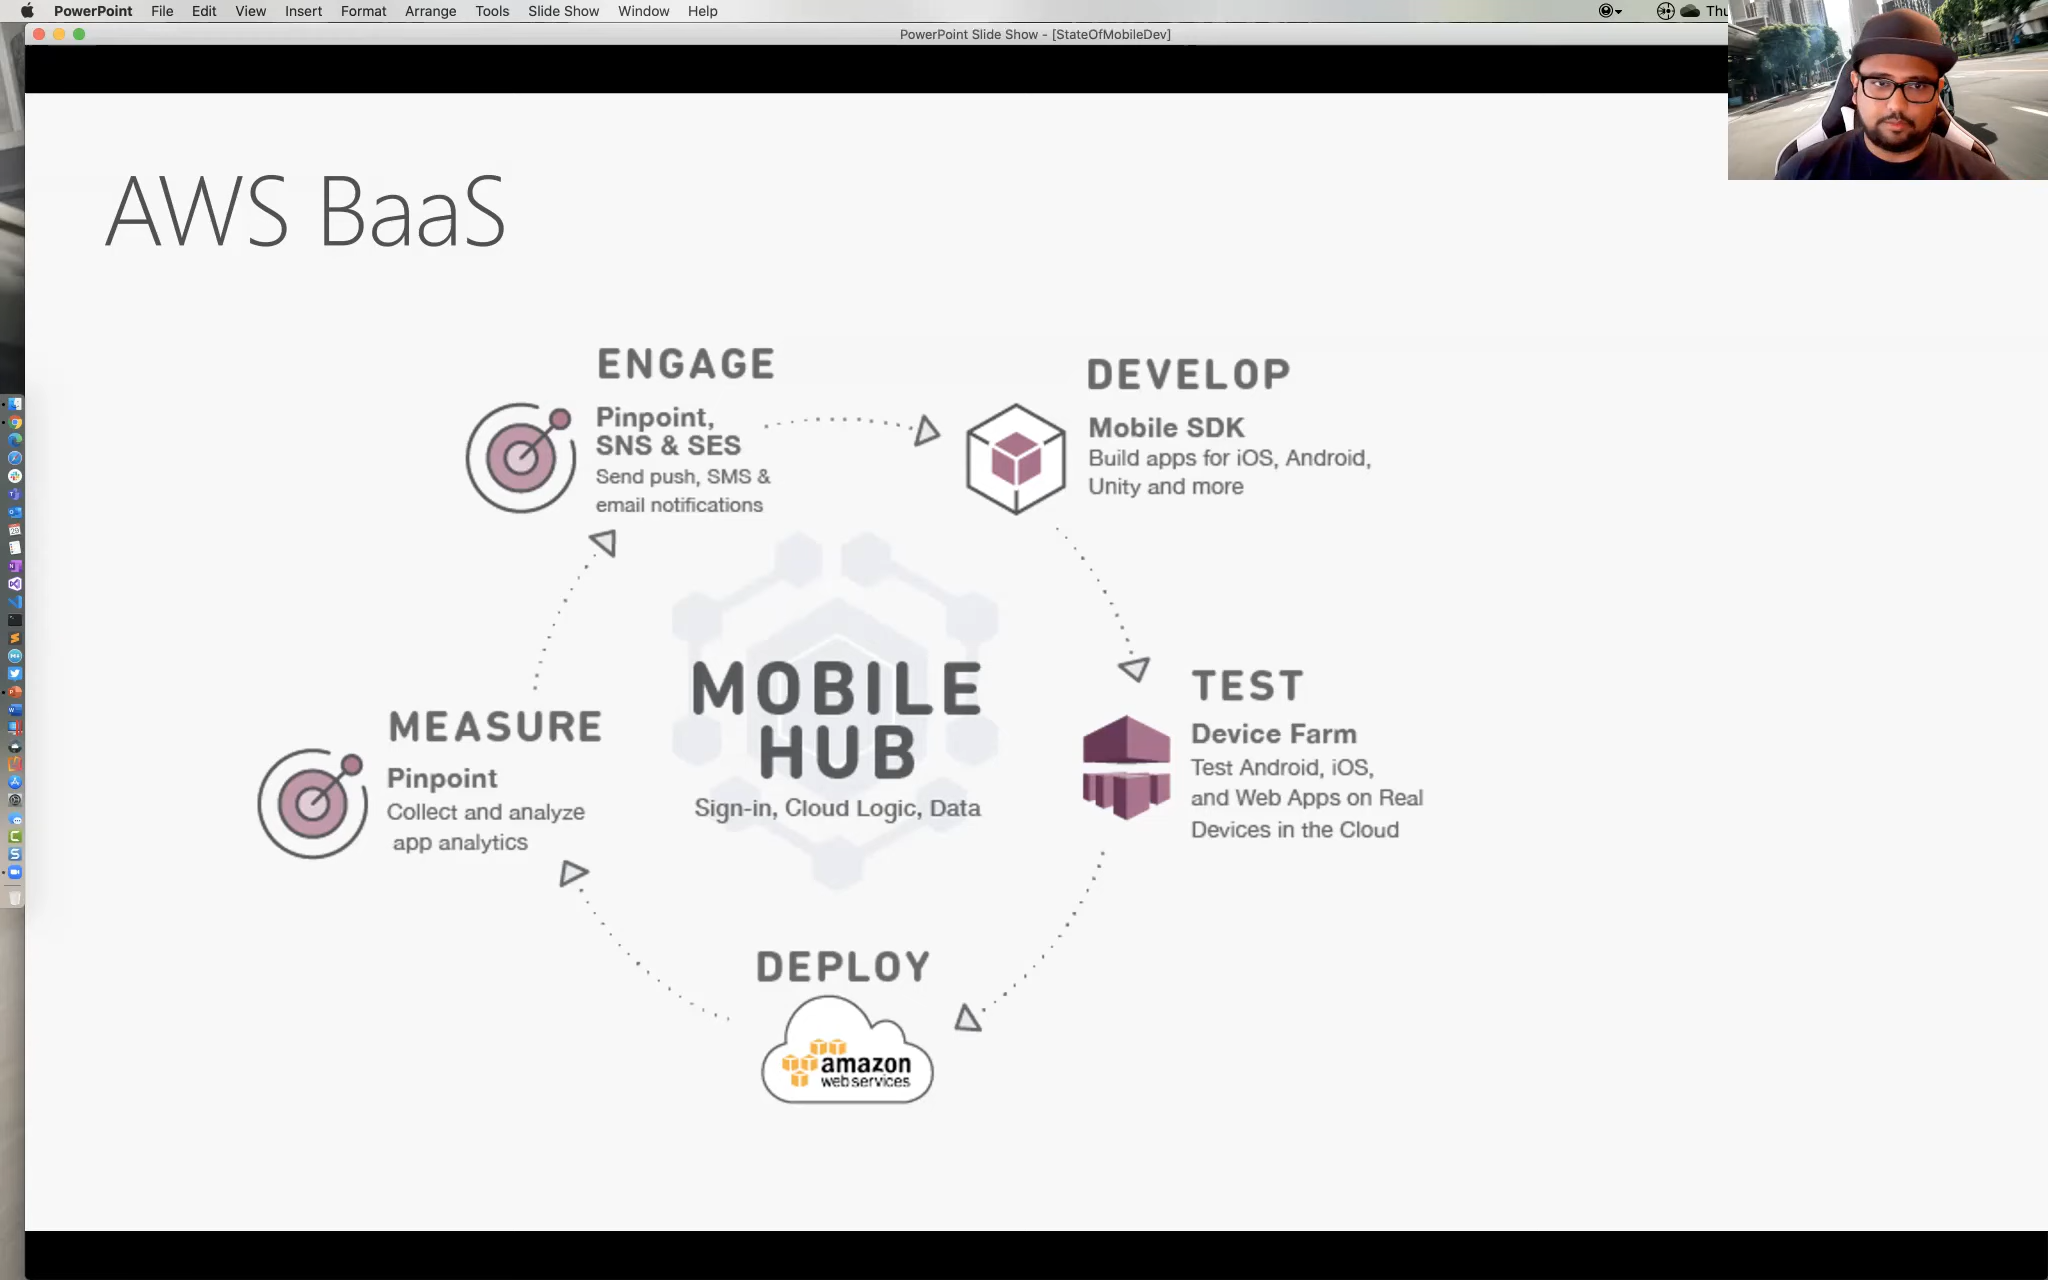 PowerPoint File Edit View Insert Format Arrange Tools Slide Show Window Help Thu
PowerPoint Slide Show - [StateOfMobileDev]
AWS BaaS
ENGAGE
Pinpoint,
SNS & SES
Send push, SMS &
email notifications
DEVELOP
Mobile SDK
Build apps for iOS, Android,
Unity and more
MOBILE
HUB
Sign-in, Cloud Logic, Data
TEST
Device Farm
Test Android, iOS,
and Web Apps on Real
Devices in the Cloud
MEASURE
Pinpoint
Collect and analyze
app analytics
DEPLOY
amazon
web services